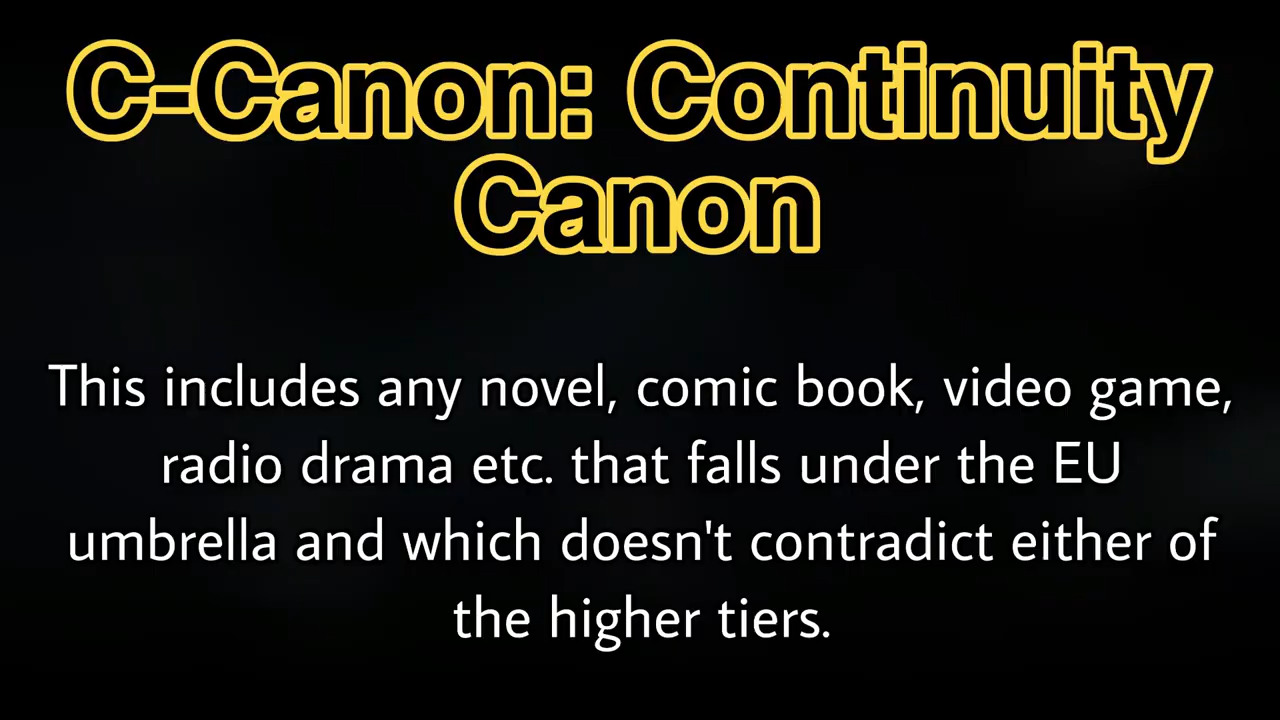 C-Canon: Continuity
Canon
This includes any novel, comic book, video game,
radio drama etc. that falls under the EU
umbrella and which doesn't contradict either of
the higher tiers.